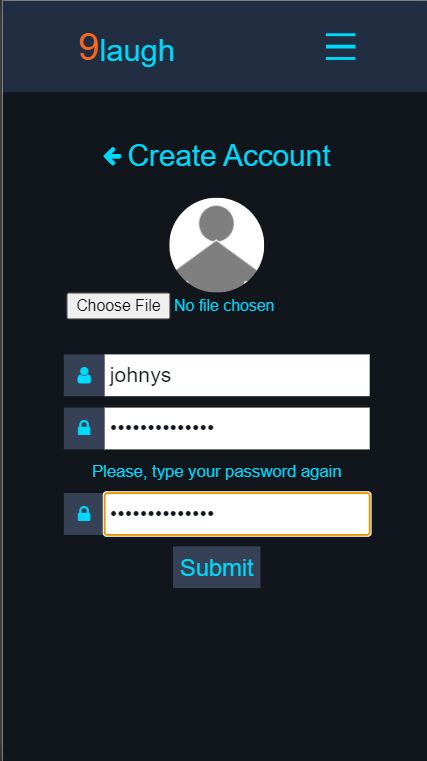 9laugh
Create Account
Choose File No file chosen
johnys
••••••••••••••
Please, type your password again
••••••••••••••
Submit